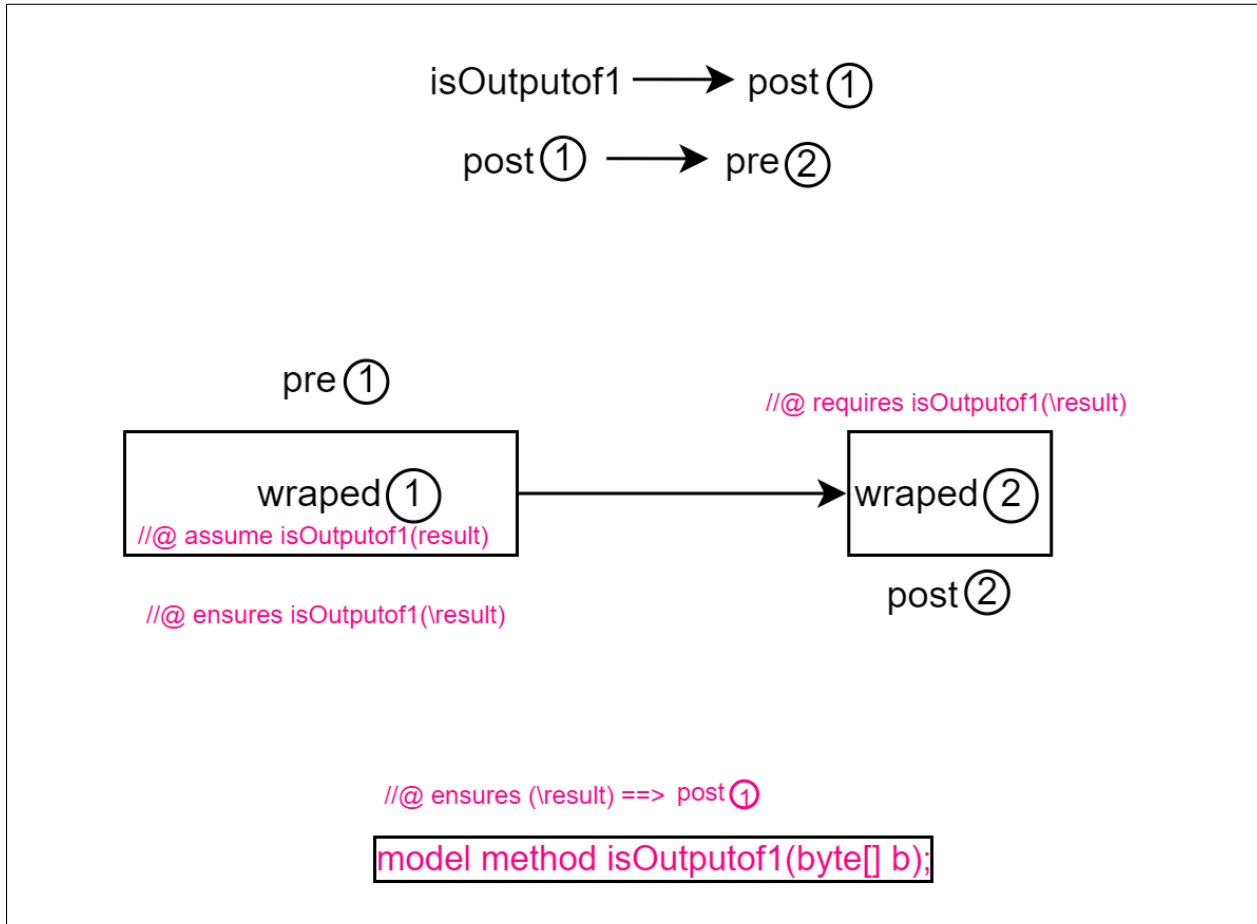 isOutputof1 → post ①
post ① → pre ②
pre ①
//@ requires isOutputof1(\result)
wraped ①
wraped ②
//@ assume isOutputof1(result)
post ②
//@ ensures isOutputof1(\result)
//@ ensures (\result) ==> post ①
model method isOutputof1(byte[] b);